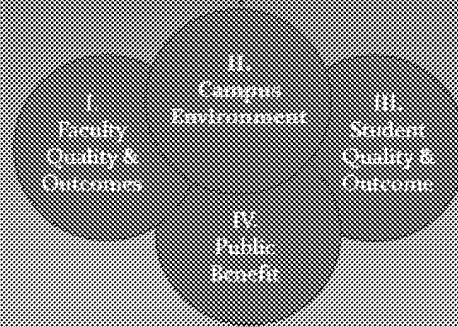 I.
Faculty
Quality &
Outcomes
II.
Campus
Environment
III.
Student
Quality &
Outcome
IV.
Public
Benefit